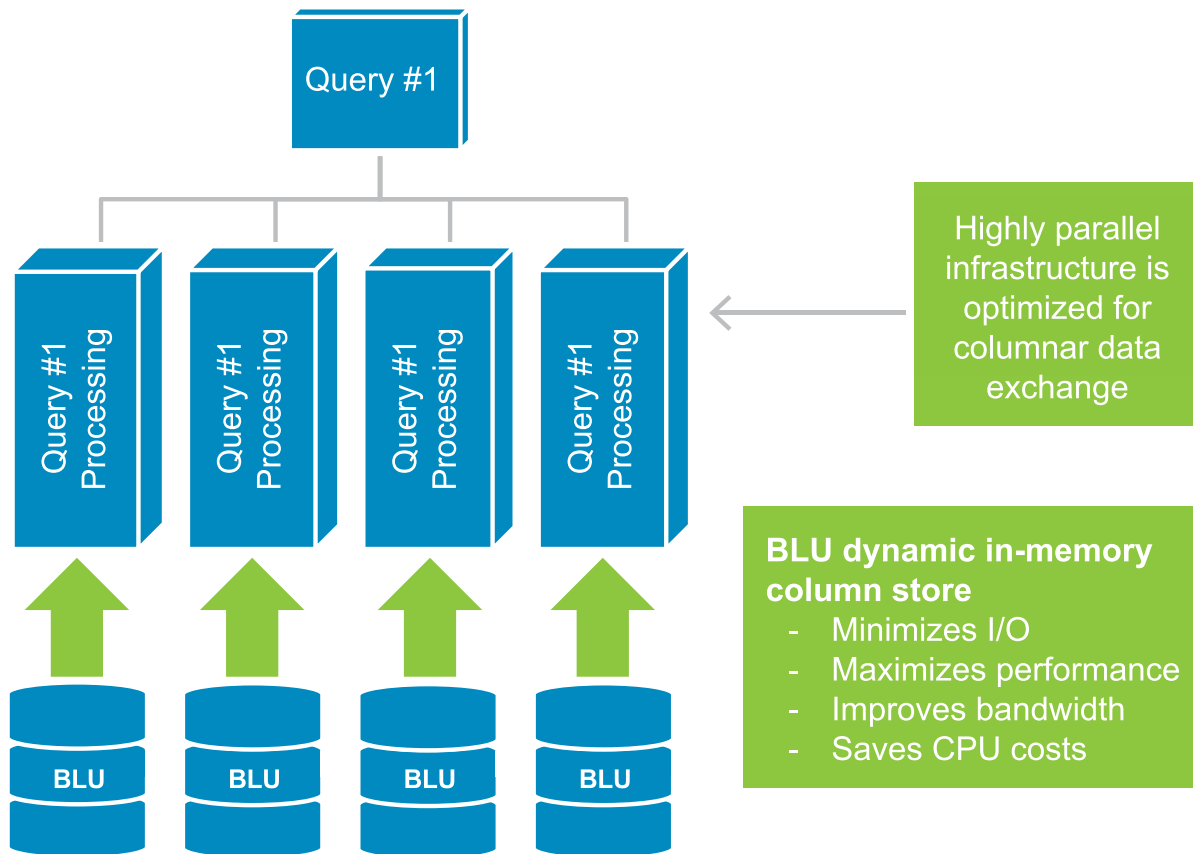 Query #1
Highly parallel
infrastructure is
optimized for
columnar data
exchange
Query #1
Processing
Query #1
Processing
Query #1
Processing
Query #1
Processing
BLU dynamic in-memory
column store
- Minimizes I/O
- Maximizes performance
- Improves bandwidth
- Saves CPU costs
BLU
BLU
BLU
BLU